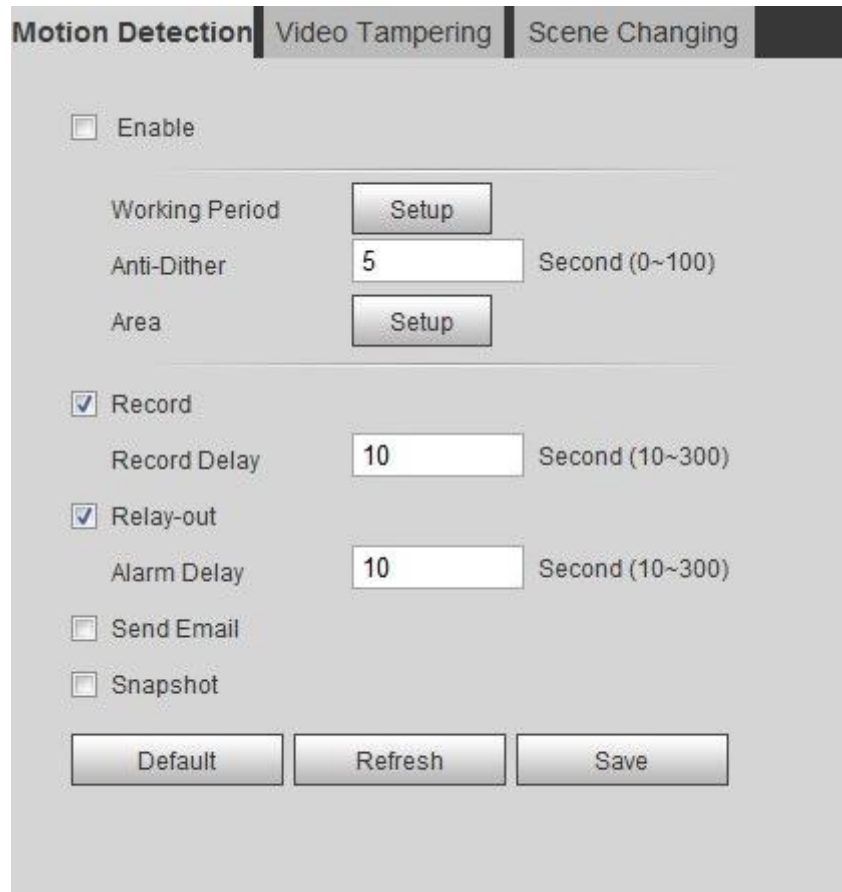 Motion Detection Video Tampering Scene Changing
Enable
Working Period Setup
Anti-Dither 5 Second (0~100)
Area Setup
Record
Record Delay 10 Second (10~300)
Relay-out
Alarm Delay 10 Second (10~300)
Send Email
Snapshot
Default Refresh Save